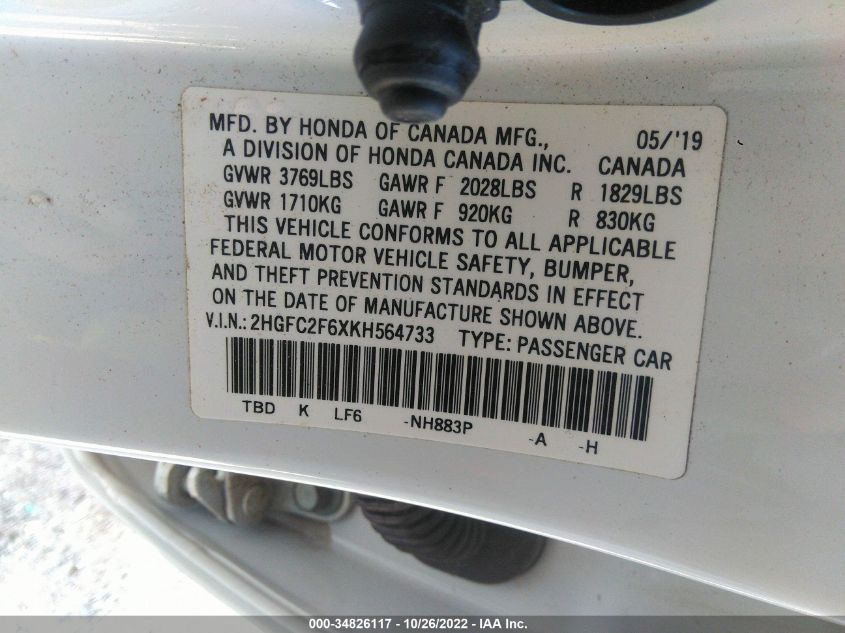 MFD. BY HONDA OF CANADA MFG., 05/'19
A DIVISION OF HONDA CANADA INC. CANADA
GVWR 3769LBS GAWR F 2028LBS R 1829LBS
GVWR 1710KG GAWR F 920KG R 830KG
THIS VEHICLE CONFORMS TO ALL APPLICABLE
FEDERAL MOTOR VEHICLE SAFETY, BUMPER,
AND THEFT PREVENTION STANDARDS IN EFFECT
ON THE DATE OF MANUFACTURE SHOWN ABOVE.
V.I.N.: 2HGFC2F6XKH564733 TYPE: PASSENGER CAR
TBD K LF6 -NH883P -A -H
000-34826117 | 10/26/2022 - IAA Inc.